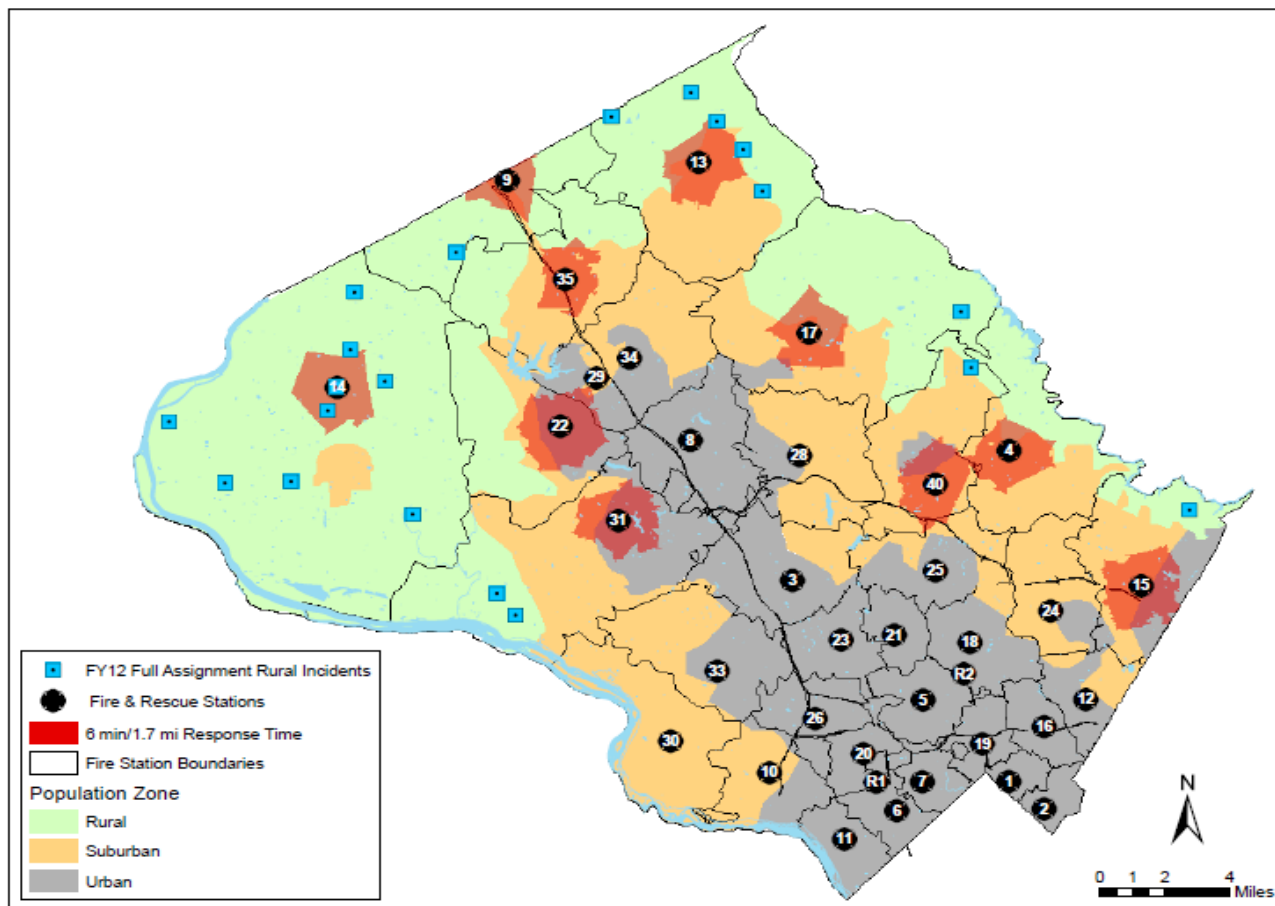 13
9
35
17
34
29
14
22
8
28
4
40
31
3
25
15
24
23
21
18
33
R2
5
12
26
16
30
19
20
10
R1
7
1
6
2
11
FY12 Full Assignment Rural Incidents
Fire & Rescue Stations
6 min/1.7 mi Response Time
Fire Station Boundaries
Population Zone
Rural
Suburban
Urban
N
0 1 2 4
Miles